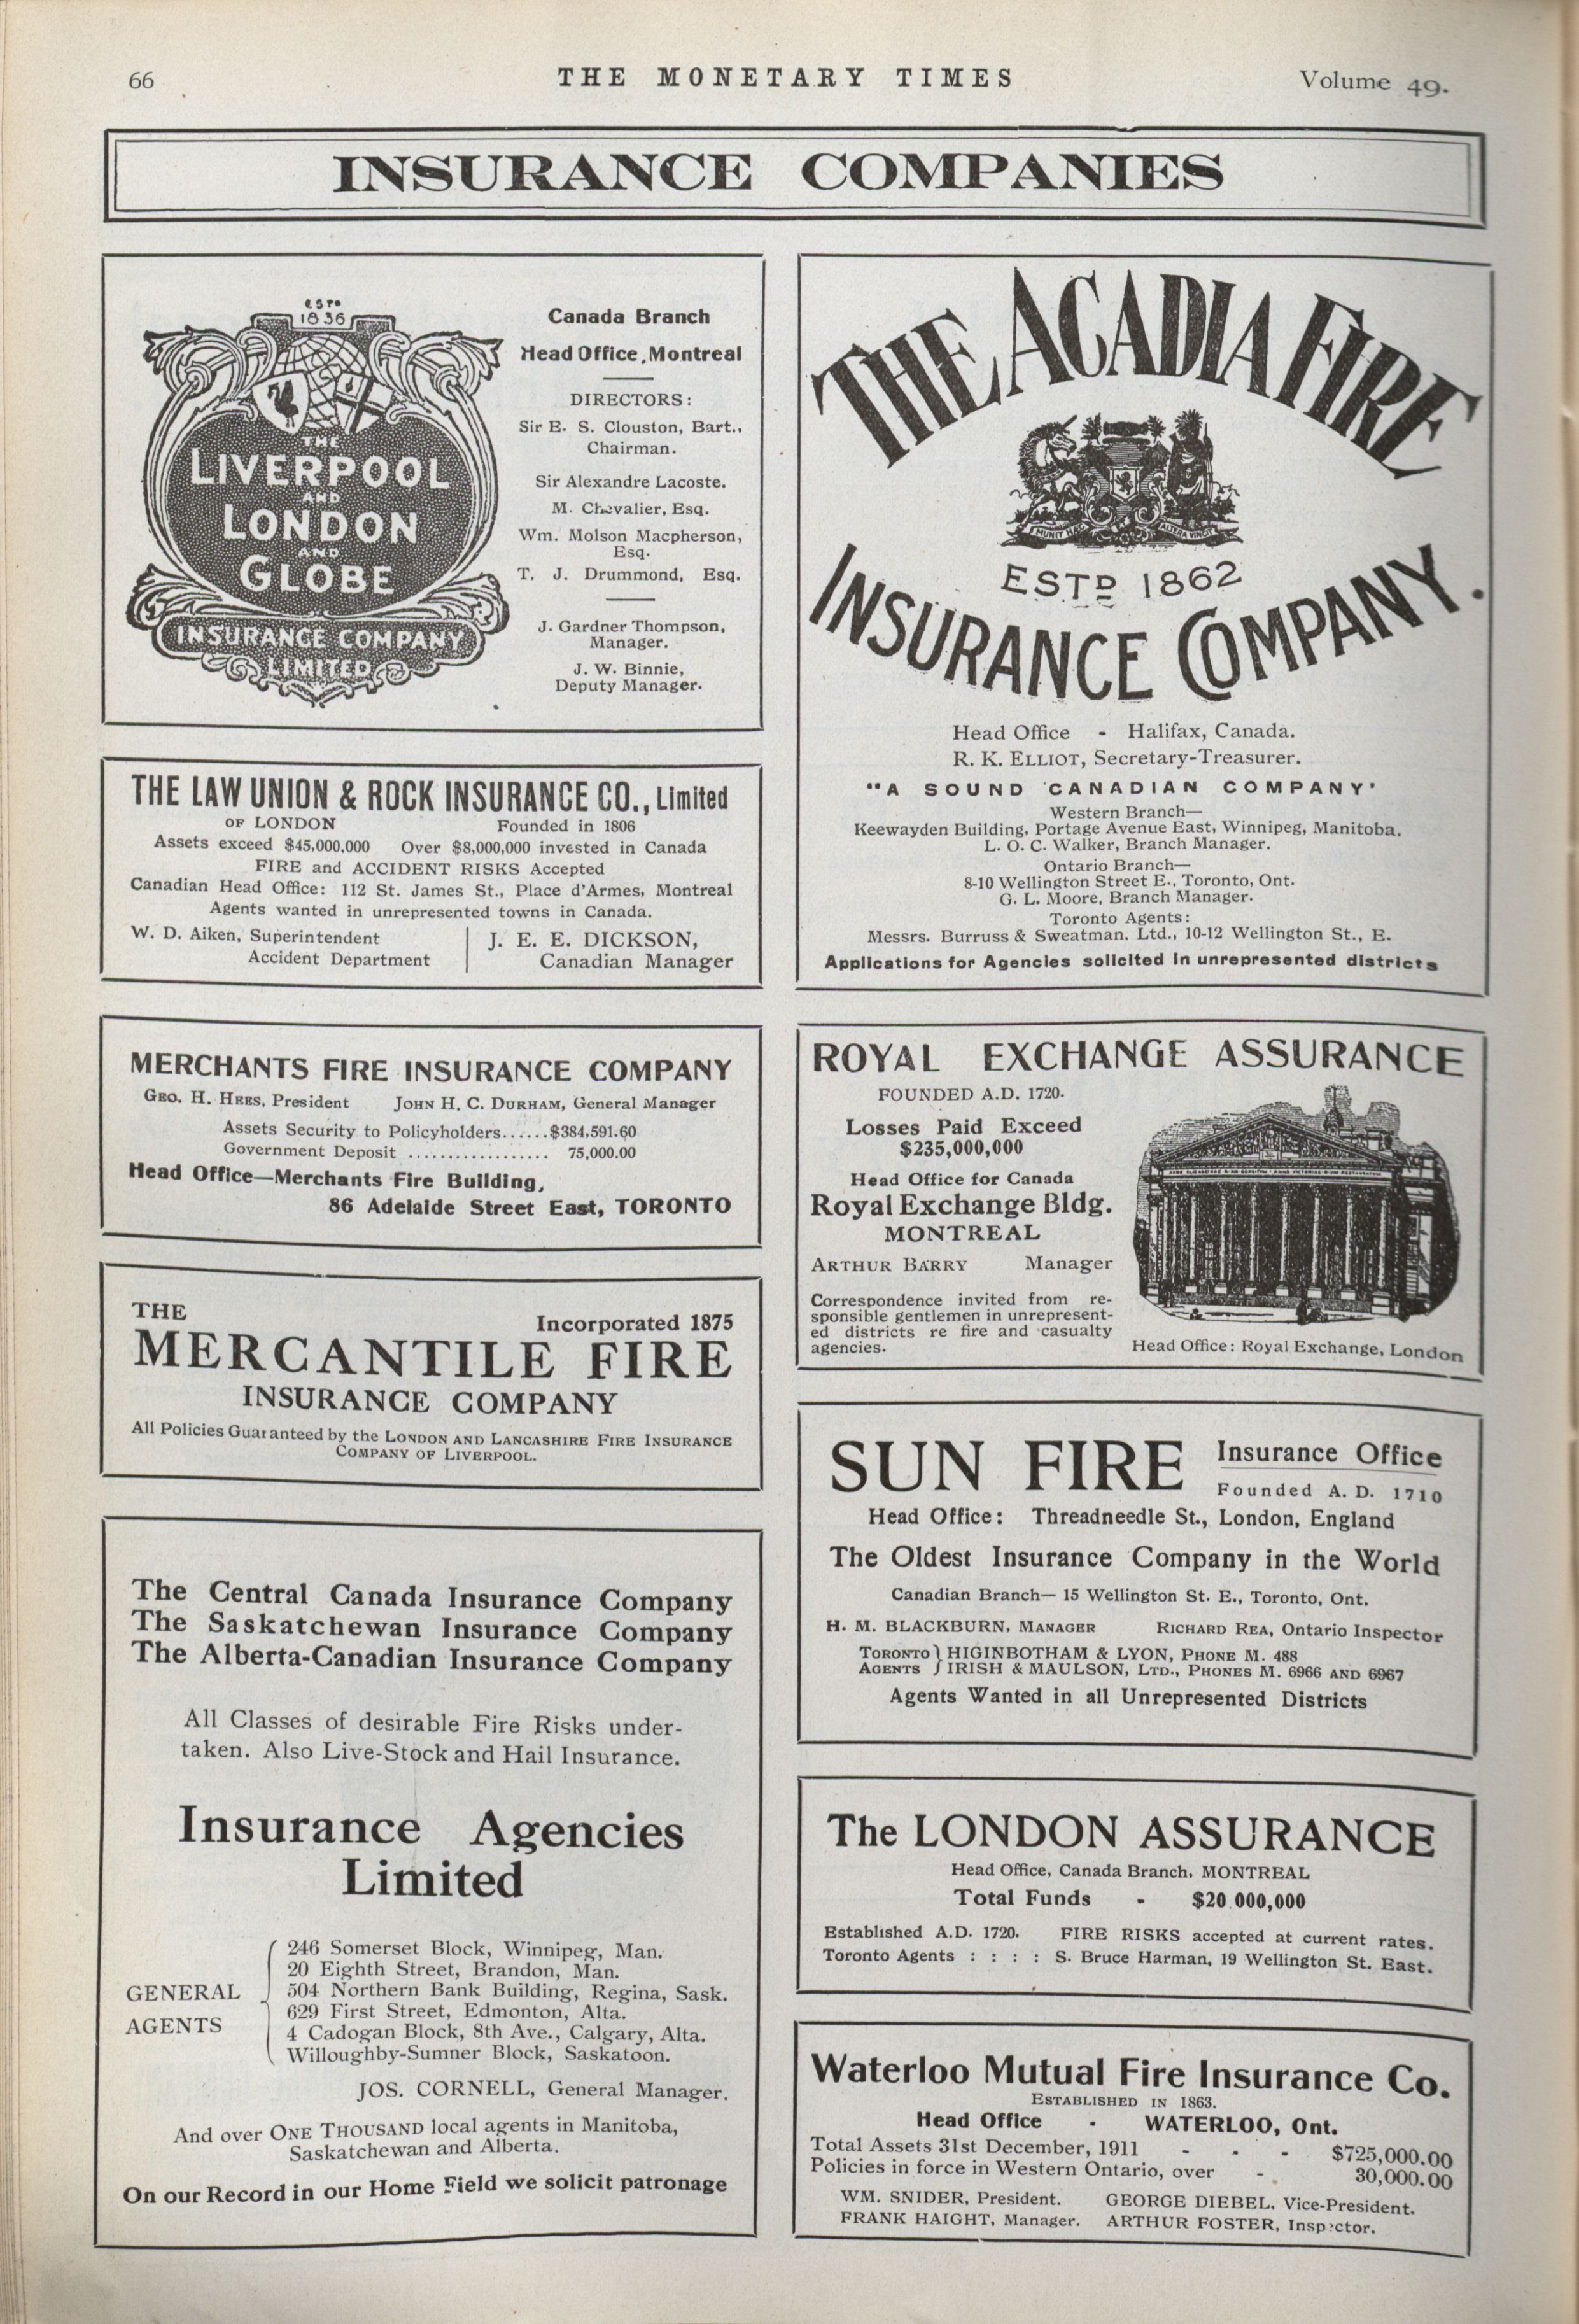 66
THE MONETARY TIMES
Volume 49.
INSURANCE COMPANIES
ESTD
1836
THE
LIVERPOOL
AND
LONDON
AND
GLOBE
INSURANCE COMPANY
LIMITED
Canada Branch
Head Office, Montreal
DIRECTORS:
Sir E. S. Clouston, Bart.,
Chairman.
Sir Alexandre Lacoste.
M. Chevalier, Esq.
Wm. Molson Macpherson,
Esq.
T. J. Drummond, Esq.
J. Gardner Thompson,
Manager.
J. W. Binnie,
Deputy Manager.
THE LAW UNION & ROCK INSURANCE CO., Limited
OF LONDON Founded in 1806
Assets exceed $45,000,000 Over $8,000,000 invested in Canada
FIRE and ACCIDENT RISKS Accepted
Canadian Head Office: 112 St. James St., Place d'Armes, Montreal
Agents wanted in unrepresented towns in Canada.
W. D. Aiken, Superintendent
Accident Department
J. E. E. DICKSON,
Canadian Manager
MERCHANTS FIRE INSURANCE COMPANY
GEO. H. HEES, President JOHN H. C. DURHAM, General Manager
Assets Security to Policyholders......$384,591.60
Government Deposit .................. 75,000.00
Head Office—Merchants Fire Building,
86 Adelaide Street East, TORONTO
THE
Incorporated 1875
MERCANTILE FIRE
INSURANCE COMPANY
All Policies Guaranteed by the LONDON AND LANCASHIRE FIRE INSURANCE
COMPANY OF LIVERPOOL.
The Central Canada Insurance Company
The Saskatchewan Insurance Company
The Alberta-Canadian Insurance Company
All Classes of desirable Fire Risks under-
taken. Also Live-Stock and Hail Insurance.
Insurance Agencies
Limited
GENERAL
AGENTS
246 Somerset Block, Winnipeg, Man.
20 Eighth Street, Brandon, Man.
504 Northern Bank Building, Regina, Sask.
629 First Street, Edmonton, Alta.
4 Cadogan Block, 8th Ave., Calgary, Alta.
Willoughby-Sumner Block, Saskatoon.
JOS. CORNELL, General Manager.
And over ONE THOUSAND local agents in Manitoba,
Saskatchewan and Alberta.
On our Record in our Home Field we solicit patronage
THE ACADIA FIRE
MUNIT HAEC ALTERA VINCIT
ESTD 1862
INSURANCE COMPANY.
Head Office - Halifax, Canada.
R. K. ELLIOT, Secretary-Treasurer.
"A SOUND CANADIAN COMPANY'
Western Branch—
Keewayden Building, Portage Avenue East, Winnipeg, Manitoba.
L. O. C. Walker, Branch Manager.
Ontario Branch—
8-10 Wellington Street E., Toronto, Ont.
G. L. Moore, Branch Manager.
Toronto Agents:
Messrs. Burruss & Sweatman, Ltd., 10-12 Wellington St., E.
Applications for Agencies solicited in unrepresented districts
ROYAL EXCHANGE ASSURANCE
FOUNDED A.D. 1720.
Losses Paid Exceed
$235,000,000
Head Office for Canada
Royal Exchange Bldg.
MONTREAL
ARTHUR BARRY Manager
Correspondence invited from re-
sponsible gentlemen in unrepresent-
ed districts re fire and casualty
agencies.
Head Office: Royal Exchange, London
SUN FIRE
Insurance Office
Founded A. D. 1710
Head Office: Threadneedle St., London, England
The Oldest Insurance Company in the World
Canadian Branch— 15 Wellington St. E., Toronto, Ont.
H. M. BLACKBURN, MANAGER RICHARD REA, Ontario Inspector
TORONTO } HIGINBOTHAM & LYON, PHONE M. 488
AGENTS } IRISH & MAULSON, LTD., PHONES M. 6966 AND 6967
Agents Wanted in all Unrepresented Districts
The LONDON ASSURANCE
Head Office, Canada Branch, MONTREAL
Total Funds - $20,000,000
Established A.D. 1720. FIRE RISKS accepted at current rates.
Toronto Agents : : : : S. Bruce Harman, 19 Wellington St. East.
Waterloo Mutual Fire Insurance Co.
ESTABLISHED IN 1863.
Head Office - WATERLOO, Ont.
Total Assets 31st December, 1911 - - - $725,000.00
Policies in force in Western Ontario, over - 30,000.00
WM. SNIDER, President. GEORGE DIEBEL, Vice-President.
FRANK HAIGHT, Manager. ARTHUR FOSTER, Inspector.